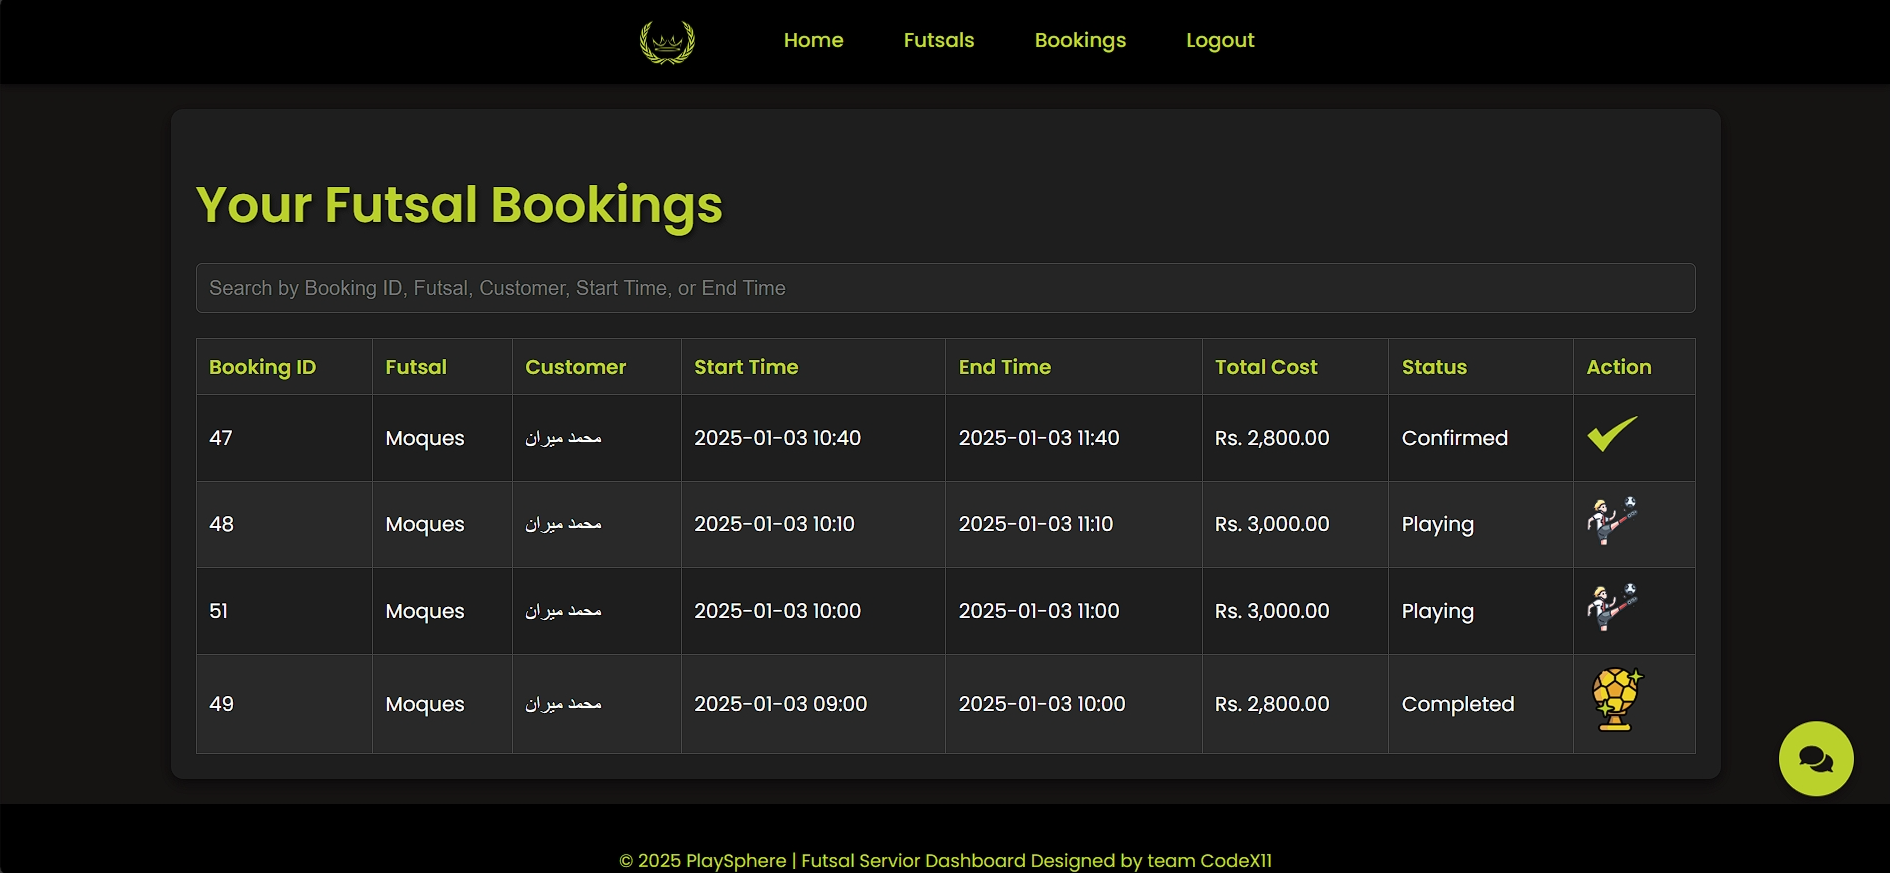 Home Futsals Bookings Logout
Your Futsal Bookings
Search by Booking ID, Futsal, Customer, Start Time, or End Time
Booking ID Futsal Customer Start Time End Time Total Cost Status Action
47 Moques محمد میران 2025-01-03 10:40 2025-01-03 11:40 Rs. 2,800.00 Confirmed
48 Moques محمد میران 2025-01-03 10:10 2025-01-03 11:10 Rs. 3,000.00 Playing
51 Moques محمد میران 2025-01-03 10:00 2025-01-03 11:00 Rs. 3,000.00 Playing
49 Moques محمد میران 2025-01-03 09:00 2025-01-03 10:00 Rs. 2,800.00 Completed
© 2025 PlaySphere | Futsal Servior Dashboard Designed by team CodeX11